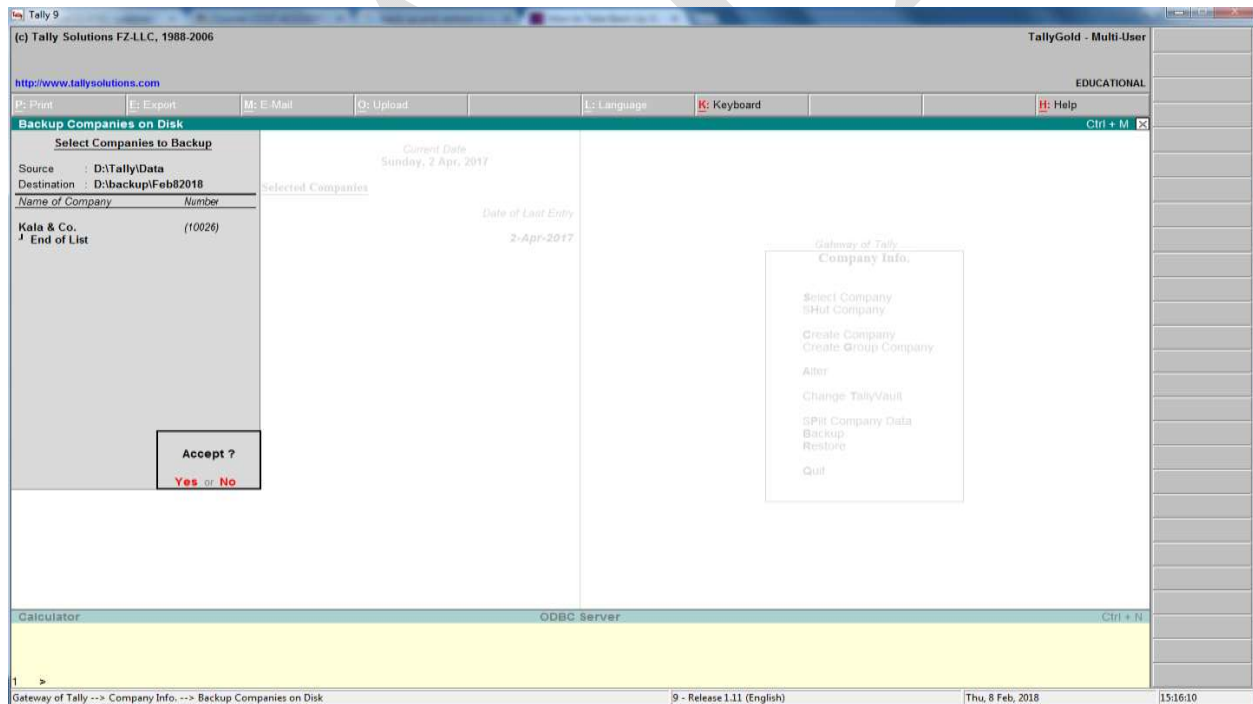 Tally 9
(c) Tally Solutions FZ-LLC, 1988-2006 TallyGold - Multi-User
http://www.tallysolutions.com EDUCATIONAL
P: Print E: Export M: E-Mail O: Upload L: Language K: Keyboard H: Help
Backup Companies on Disk Ctrl + M
Select Companies to Backup
Source : D:\Tally\Data
Destination : D:\backup\Feb82018
Name of Company Number
Kala & Co. (10026)
End of List
Accept ?
Yes or No
Current Date
Sunday, 2 Apr, 2017
Selected Companies
Date of Last Entry
2-Apr-2017
Gateway of Tally
Company Info.
Select Company
SHut Company
Create Company
Create Group Company
Alter
Change TallyVault
SPlit Company Data
Backup
Restore
Quit
Calculator ODBC Server Ctrl + N
1 >
Gateway of Tally --> Company Info. --> Backup Companies on Disk 9 - Release 1.11 (English) Thu, 8 Feb, 2018 15:16:10